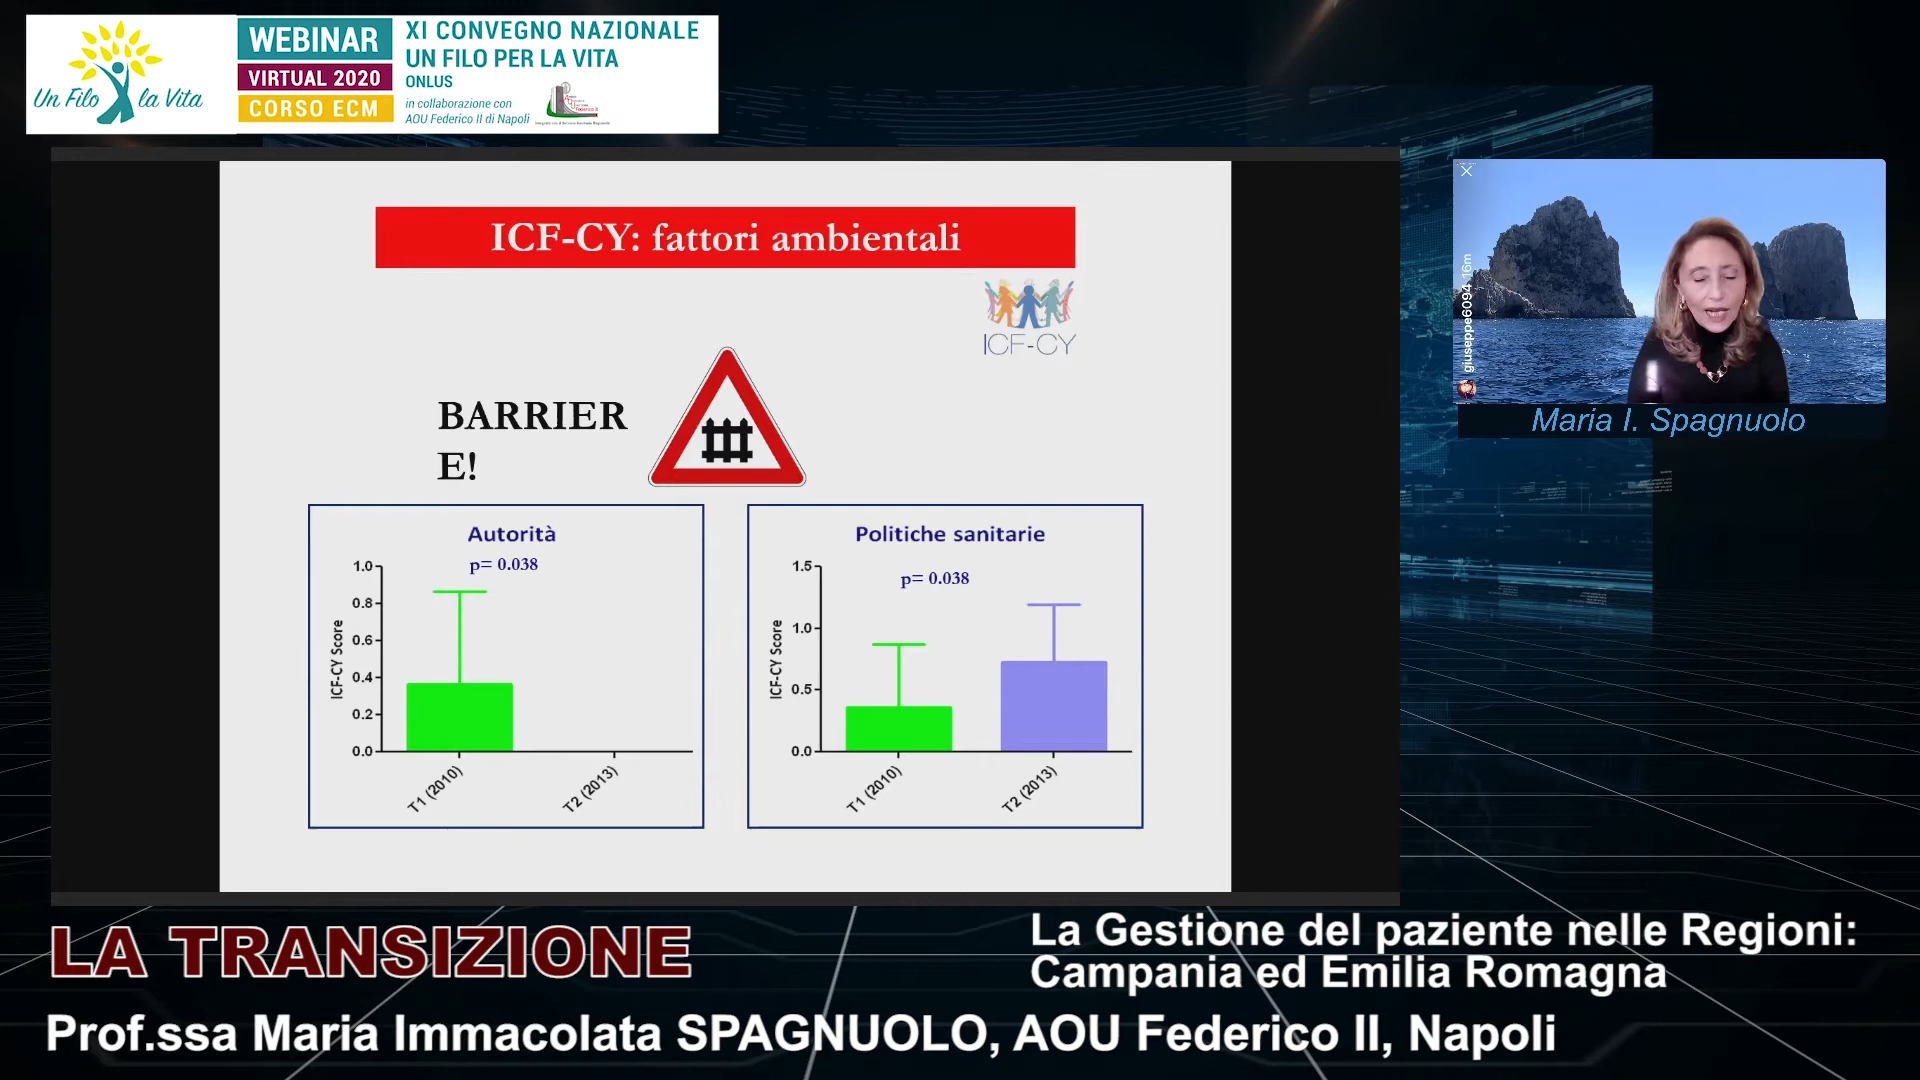 Un Filo la Vita
WEBINAR
VIRTUAL 2020
CORSO ECM
XI CONVEGNO NAZIONALE
UN FILO PER LA VITA
ONLUS
in collaborazione con
AOU Federico II di Napoli
ICF-CY: fattori ambientali
ICF-CY
BARRIER
E!
Autorità
p= 0.038
ICF-CY Score
1.0
0.8
0.6
0.4
0.2
0.0
T1 (2010)
T2 (2013)
Politiche sanitarie
p= 0.038
ICF-CY Score
1.5
1.0
0.5
0.0
T1 (2010)
T2 (2013)
giuseppe6094 16m
Maria I. Spagnuolo
LA TRANSIZIONE
La Gestione del paziente nelle Regioni:
Campania ed Emilia Romagna
Prof.ssa Maria Immacolata SPAGNUOLO, AOU Federico II, Napoli